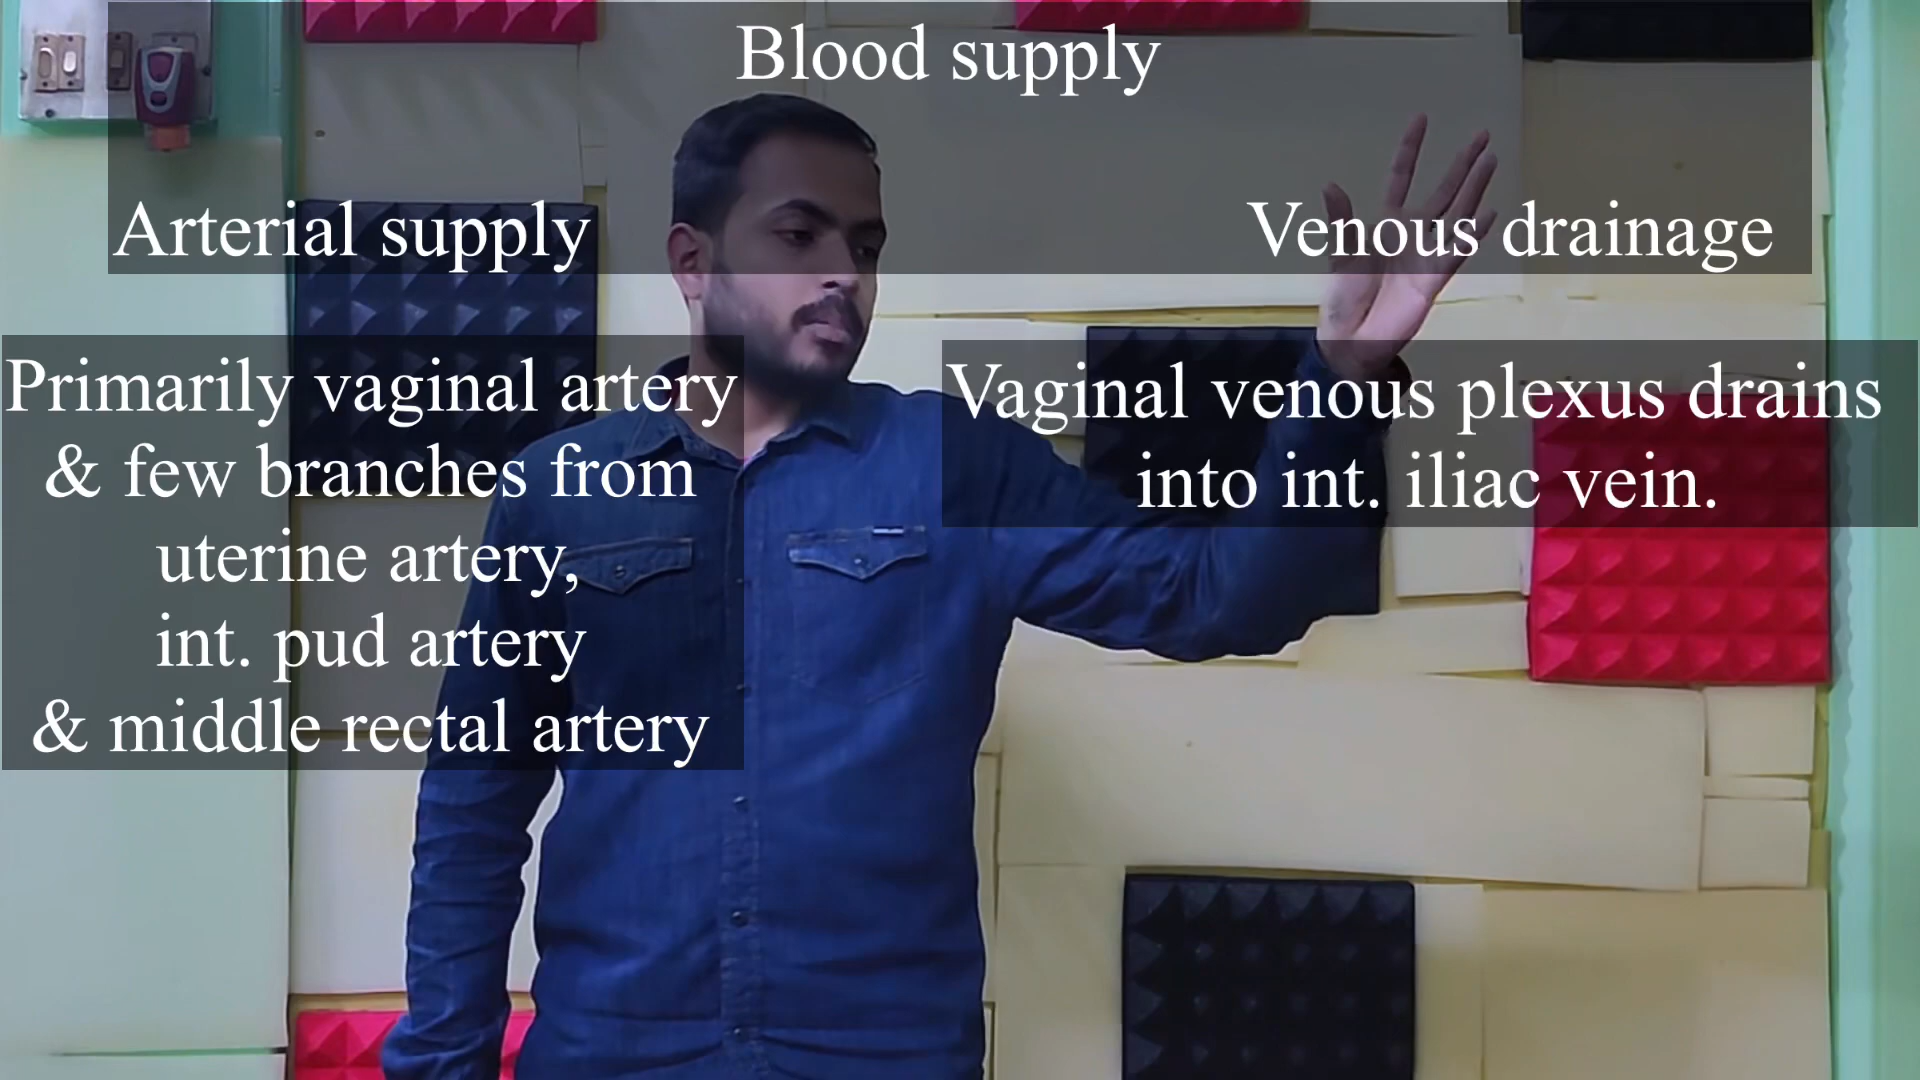 Blood supply
Arterial supply
Venous drainage
Primarily vaginal artery
& few branches from
uterine artery,
int. pud artery
& middle rectal artery
Vaginal venous plexus drains
into int. iliac vein.